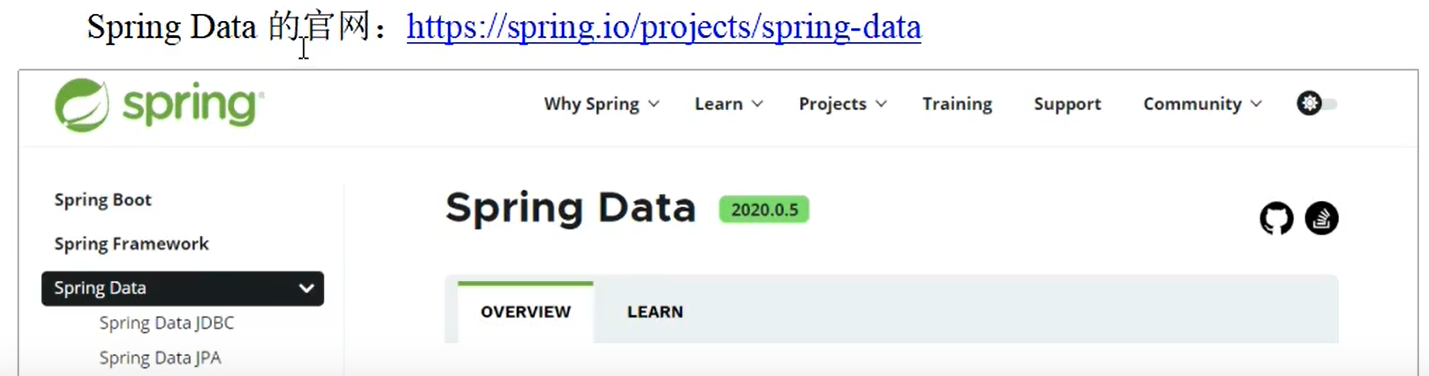 Spring Data 的官网：https://spring.io/projects/spring-data
spring
Why Spring Learn Projects Training Support Community
Spring Boot
Spring Framework
Spring Data
Spring Data JDBC
Spring Data JPA
Spring Data 2020.0.5
OVERVIEW LEARN